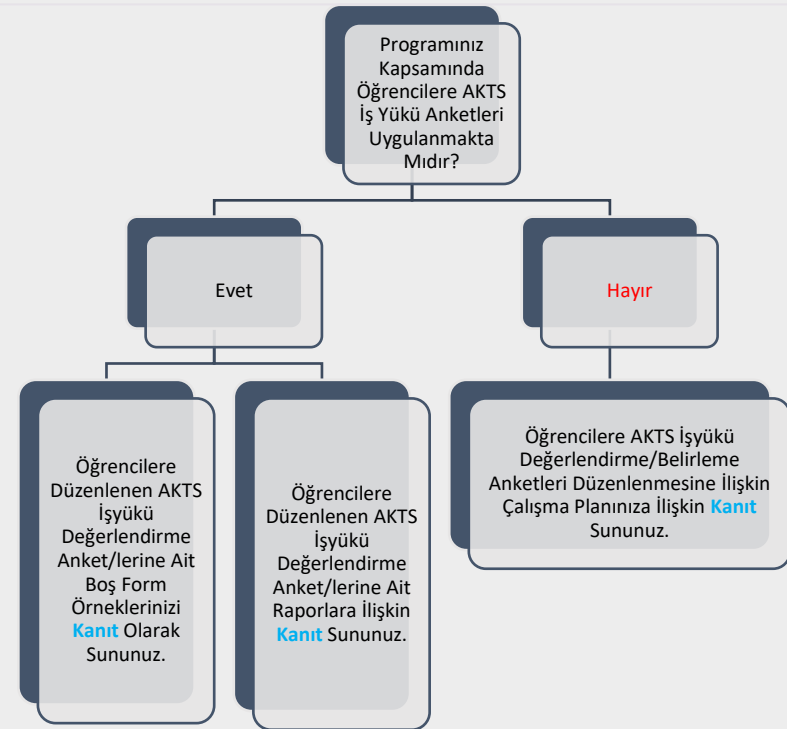 Programınız
Kapsamında
Öğrencilere AKTS
İş Yükü Anketleri
Uygulanmakta
Mıdır?
Evet
Hayır
Öğrencilere
Düzenlenen AKTS
İşyükü
Değerlendirme
Anket/lerine Ait
Boş Form
Örneklerinizi
Kanıt Olarak
Sununuz.
Öğrencilere
Düzenlenen AKTS
İşyükü
Değerlendirme
Anket/lerine Ait
Raporlara İlişkin
Kanıt Sununuz.
Öğrencilere AKTS İşyükü
Değerlendirme/Belirleme
Anketleri Düzenlenmesine İlişkin
Çalışma Planınıza İlişkin Kanıt
Sununuz.